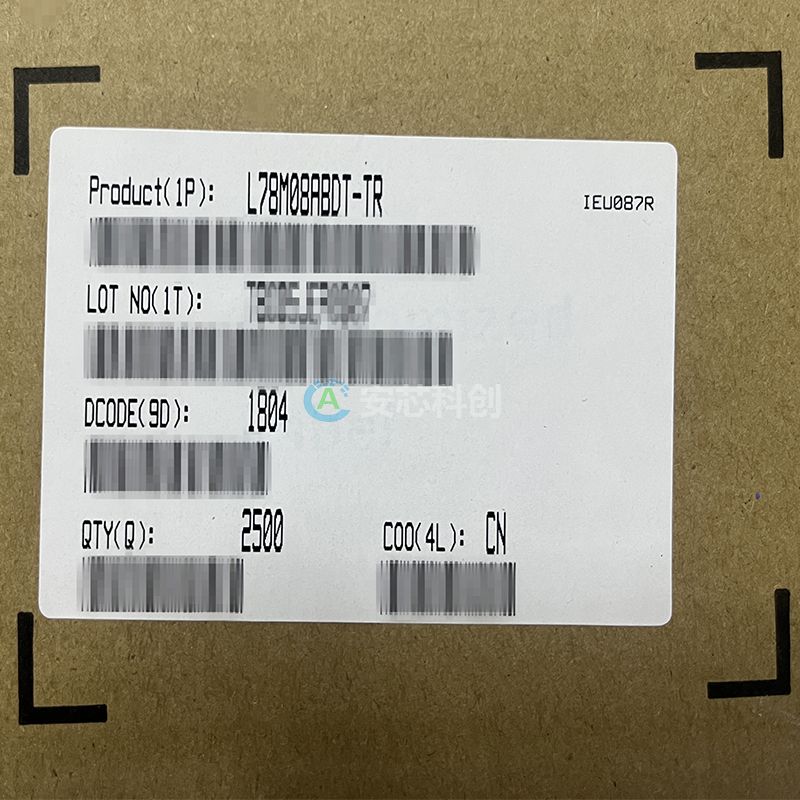 Product(1P): L78M08ABDT-TR
IEU087R
LOT NO(1T):
安芯科创
DCODE(9D): 1804
QTY(Q): 2500
COO(4L): CN